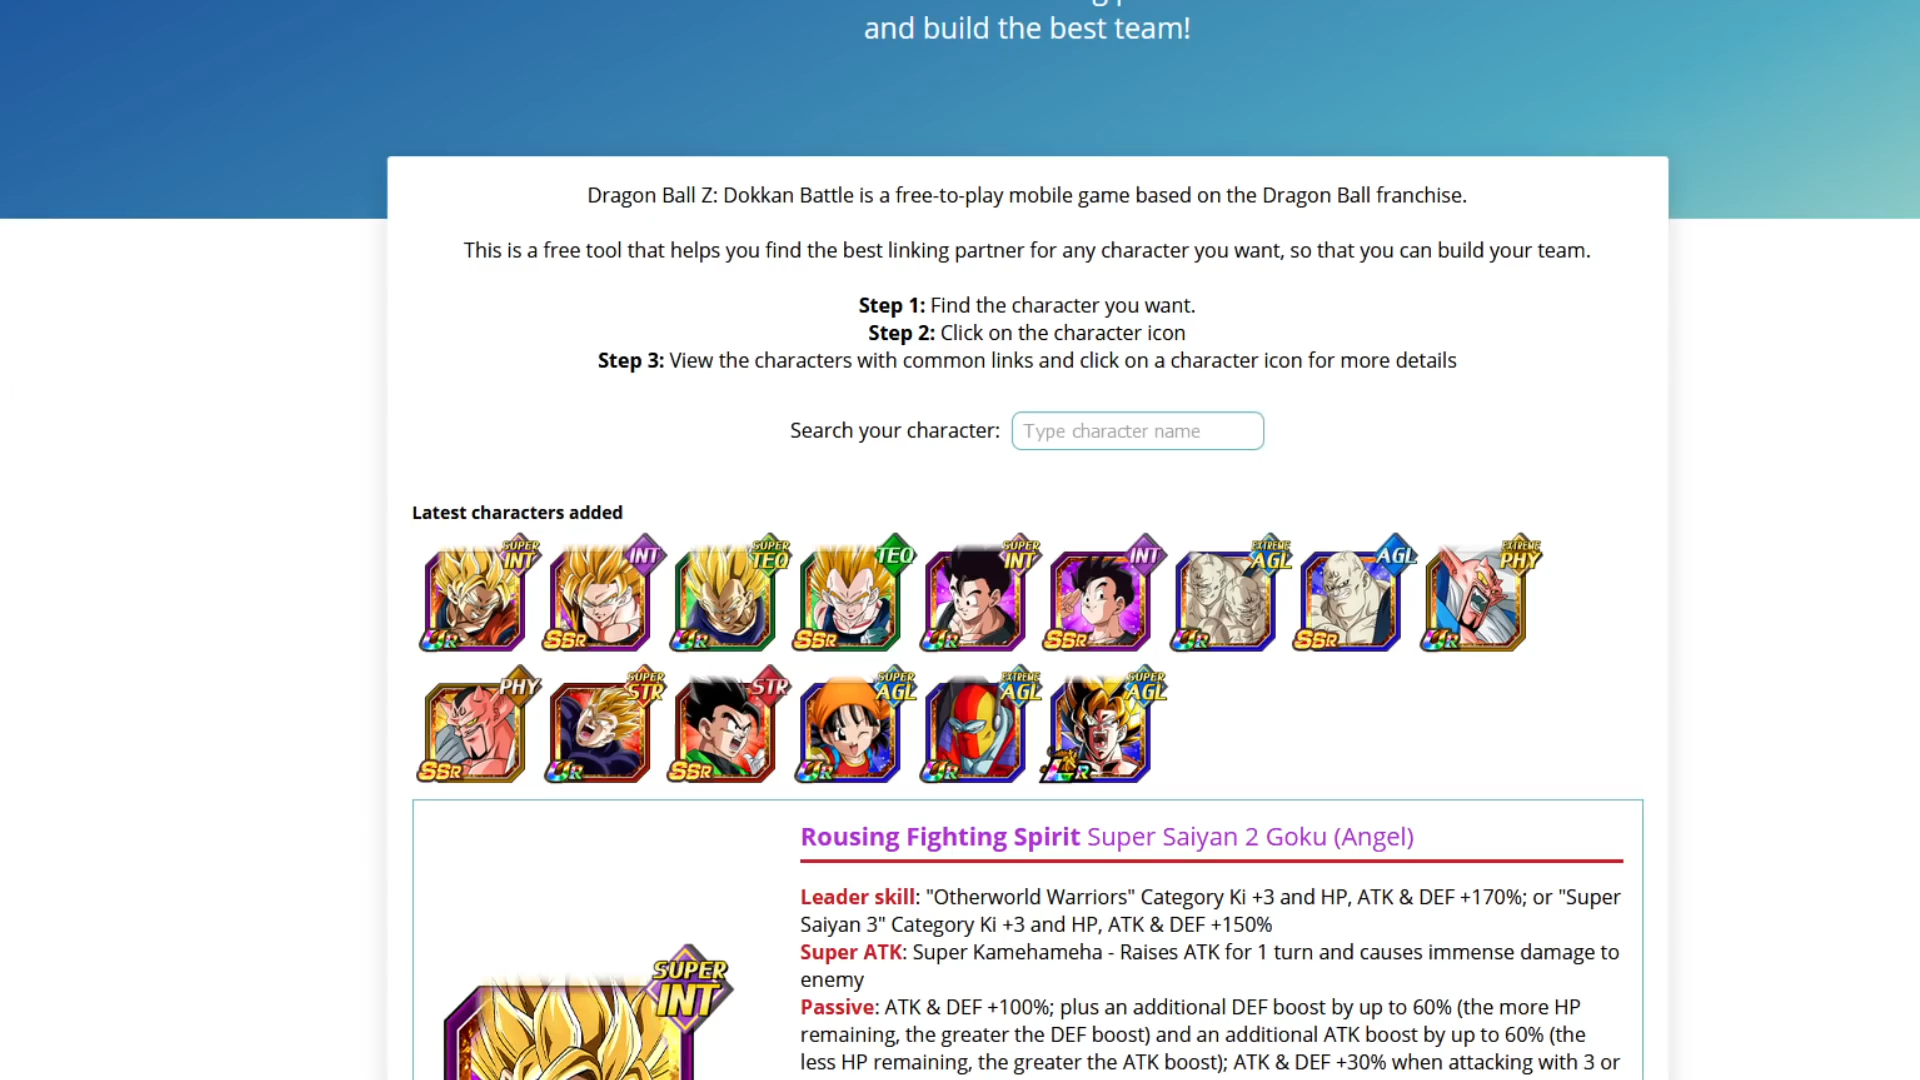 and build the best team!
Dragon Ball Z: Dokkan Battle is a free-to-play mobile game based on the Dragon Ball franchise.
This is a free tool that helps you find the best linking partner for any character you want, so that you can build your team.
Step 1: Find the character you want.
Step 2: Click on the character icon
Step 3: View the characters with common links and click on a character icon for more details
Search your character: Type character name
Latest characters added
SUPER INT INT SUPER TEQ TEQ SUPER INT INT EXTREME AGL AGL EXTREME PHY
UR SSR UR SSR UR SSR UR SSR UR
PHY SUPER STR STR SUPER AGL EXTREME AGL SUPER AGL
SSR UR SSR UR UR LR
Rousing Fighting Spirit Super Saiyan 2 Goku (Angel)
Leader skill: "Otherworld Warriors" Category Ki +3 and HP, ATK & DEF +170%; or "Super
Saiyan 3" Category Ki +3 and HP, ATK & DEF +150%
Super ATK: Super Kamehameha - Raises ATK for 1 turn and causes immense damage to
enemy
SUPER
INT
Passive: ATK & DEF +100%; plus an additional DEF boost by up to 60% (the more HP
remaining, the greater the DEF boost) and an additional ATK boost by up to 60% (the
less HP remaining, the greater the ATK boost); ATK & DEF +30% when attacking with 3 or